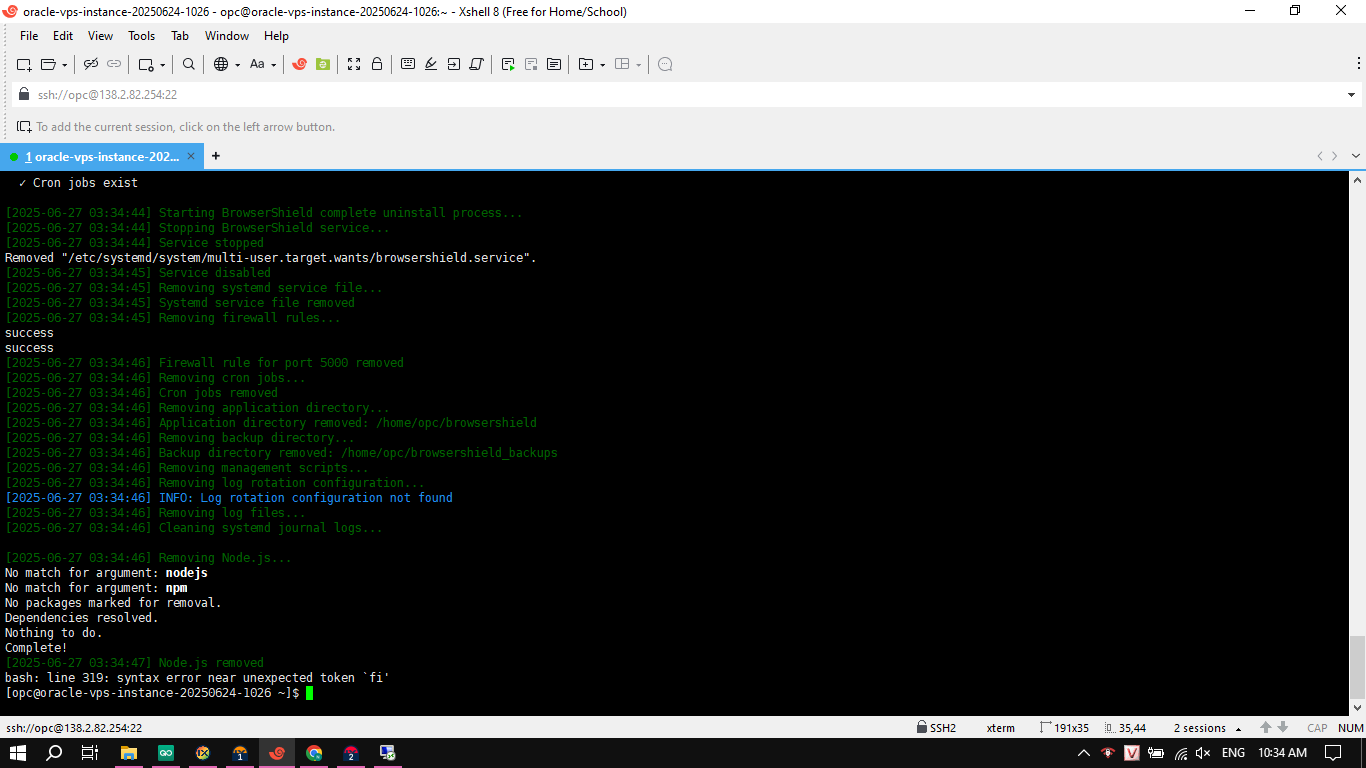 oracle-vps-instance-20250624-1026 - opc@oracle-vps-instance-20250624-1026:~ - Xshell 8 (Free for Home/School)
File Edit View Tools Tab Window Help
Aa
ssh://opc@138.2.82.254:22
To add the current session, click on the left arrow button.
1 oracle-vps-instance-202... × +
✓ Cron jobs exist
[2025-06-27 03:34:44] Starting BrowserShield complete uninstall process...
[2025-06-27 03:34:44] Stopping BrowserShield service...
[2025-06-27 03:34:44] Service stopped
Removed "/etc/systemd/system/multi-user.target.wants/browsershield.service".
[2025-06-27 03:34:45] Service disabled
[2025-06-27 03:34:45] Removing systemd service file...
[2025-06-27 03:34:45] Systemd service file removed
[2025-06-27 03:34:45] Removing firewall rules...
success
success
[2025-06-27 03:34:46] Firewall rule for port 5000 removed
[2025-06-27 03:34:46] Removing cron jobs...
[2025-06-27 03:34:46] Cron jobs removed
[2025-06-27 03:34:46] Removing application directory...
[2025-06-27 03:34:46] Application directory removed: /home/opc/browsershield
[2025-06-27 03:34:46] Removing backup directory...
[2025-06-27 03:34:46] Backup directory removed: /home/opc/browsershield_backups
[2025-06-27 03:34:46] Removing management scripts...
[2025-06-27 03:34:46] Removing log rotation configuration...
[2025-06-27 03:34:46] INFO: Log rotation configuration not found
[2025-06-27 03:34:46] Removing log files...
[2025-06-27 03:34:46] Cleaning systemd journal logs...
[2025-06-27 03:34:46] Removing Node.js...
No match for argument: nodejs
No match for argument: npm
No packages marked for removal.
Dependencies resolved.
Nothing to do.
Complete!
[2025-06-27 03:34:47] Node.js removed
bash: line 319: syntax error near unexpected token `fi'
[opc@oracle-vps-instance-20250624-1026 ~]$
ssh://opc@138.2.82.254:22 SSH2 xterm 191x35 35,44 2 sessions CAP NUM
GO 1 2 V ENG 10:34 AM